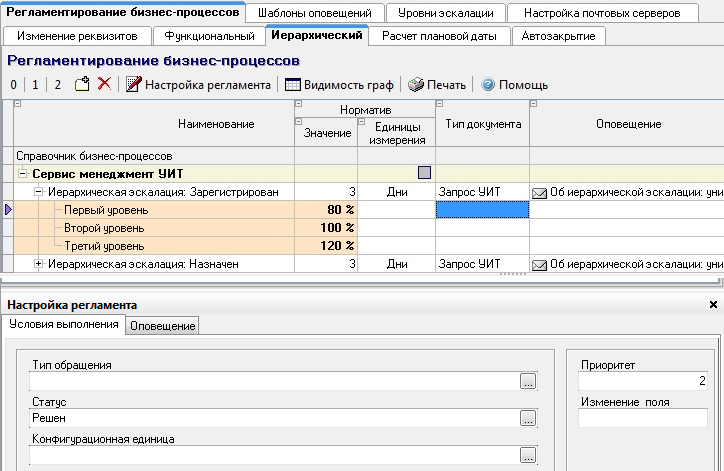 Регламентирование бизнес-процессов Шаблоны оповещений Уровни эскалации Настройка почтовых серверов
Изменение реквизитов Функциональный Иерархический Расчет плановой даты Автозакрытие
Регламентирование бизнес-процессов
0 1 2 Настройка регламента Видимость граф Печать Помощь
Наименование Норматив Тип документа Оповещение
Значение Единицы измерения
Справочник бизнес-процессов
Сервис менеджмент УИТ
Иерархическая эскалация: Зарегистрирован 3 Дни Запрос УИТ Об иерархической эскалации: уни
Первый уровень 80 %
Второй уровень 100 %
Третий уровень 120 %
Иерархическая эскалация: Назначен 3 Дни Запрос УИТ Об иерархической эскалации: уни
Настройка регламента
Условия выполнения Оповещение
Тип обращения Приоритет
... 2
Статус Изменение поля
Решен ...
Конфигурационная единица
...